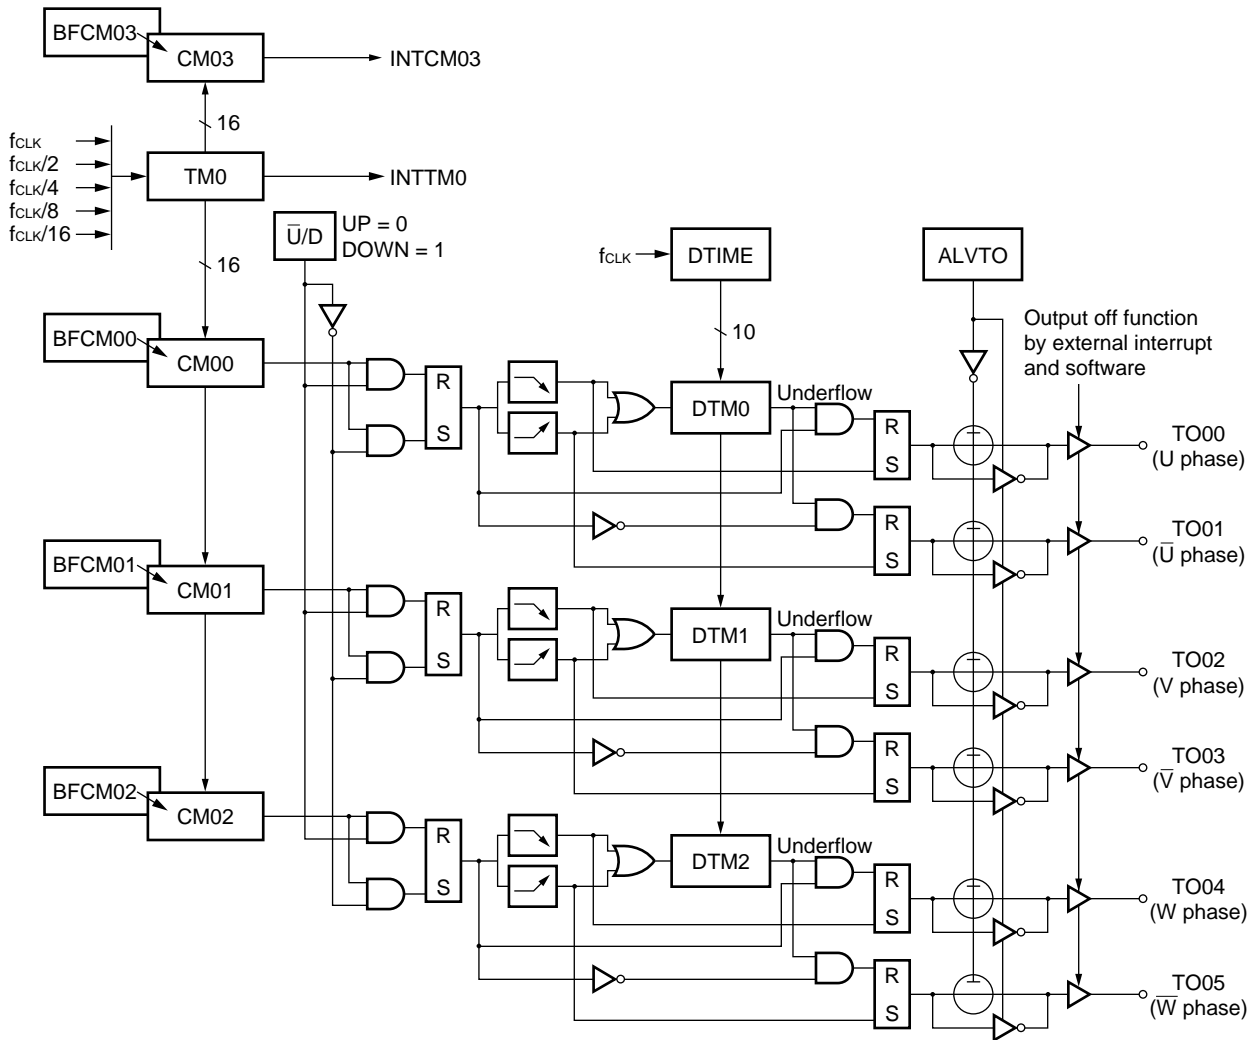 BFCM03
CM03
INTCM03
16
fCLK
fCLK/2
fCLK/4
fCLK/8
fCLK/16
TM0
INTTM0
U̅/D
UP = 0
DOWN = 1
16
fCLK
DTIME
ALVTO
10
Output off function
by external interrupt
and software
BFCM00
CM00
R
S
DTM0
Underflow
R
S
TO00
(U phase)
R
S
TO01
(U̅ phase)
BFCM01
CM01
R
S
DTM1
Underflow
R
S
TO02
(V phase)
R
S
TO03
(V̅ phase)
BFCM02
CM02
R
S
DTM2
Underflow
R
S
TO04
(W phase)
R
S
TO05
(W̅ phase)